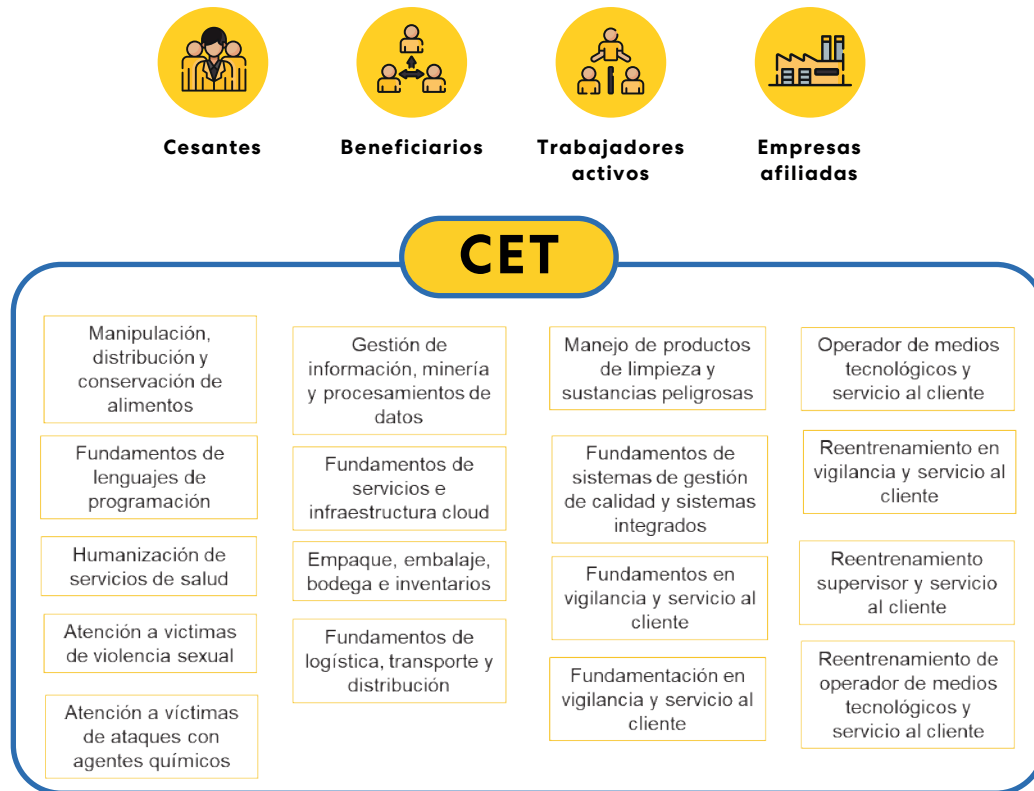 Cesantes
Beneficiarios
Trabajadores
activos
Empresas
afiliadas
CET
Manipulación,
distribución y
conservación de
alimentos
Fundamentos de
lenguajes de
programación
Humanización de
servicios de salud
Atención a victimas
de violencia sexual
Atención a víctimas
de ataques con
agentes químicos
Gestión de
información, minería
y procesamientos de
datos
Fundamentos de
servicios e
infraestructura cloud
Empaque, embalaje,
bodega e inventarios
Fundamentos de
logística, transporte y
distribución
Manejo de productos
de limpieza y
sustancias peligrosas
Fundamentos de
sistemas de gestión
de calidad y sistemas
integrados
Fundamentos en
vigilancia y servicio al
cliente
Fundamentación en
vigilancia y servicio al
cliente
Operador de medios
tecnológicos y
servicio al cliente
Reentrenamiento en
vigilancia y servicio al
cliente
Reentrenamiento
supervisor y servicio
al cliente
Reentrenamiento de
operador de medios
tecnológicos y
servicio al cliente